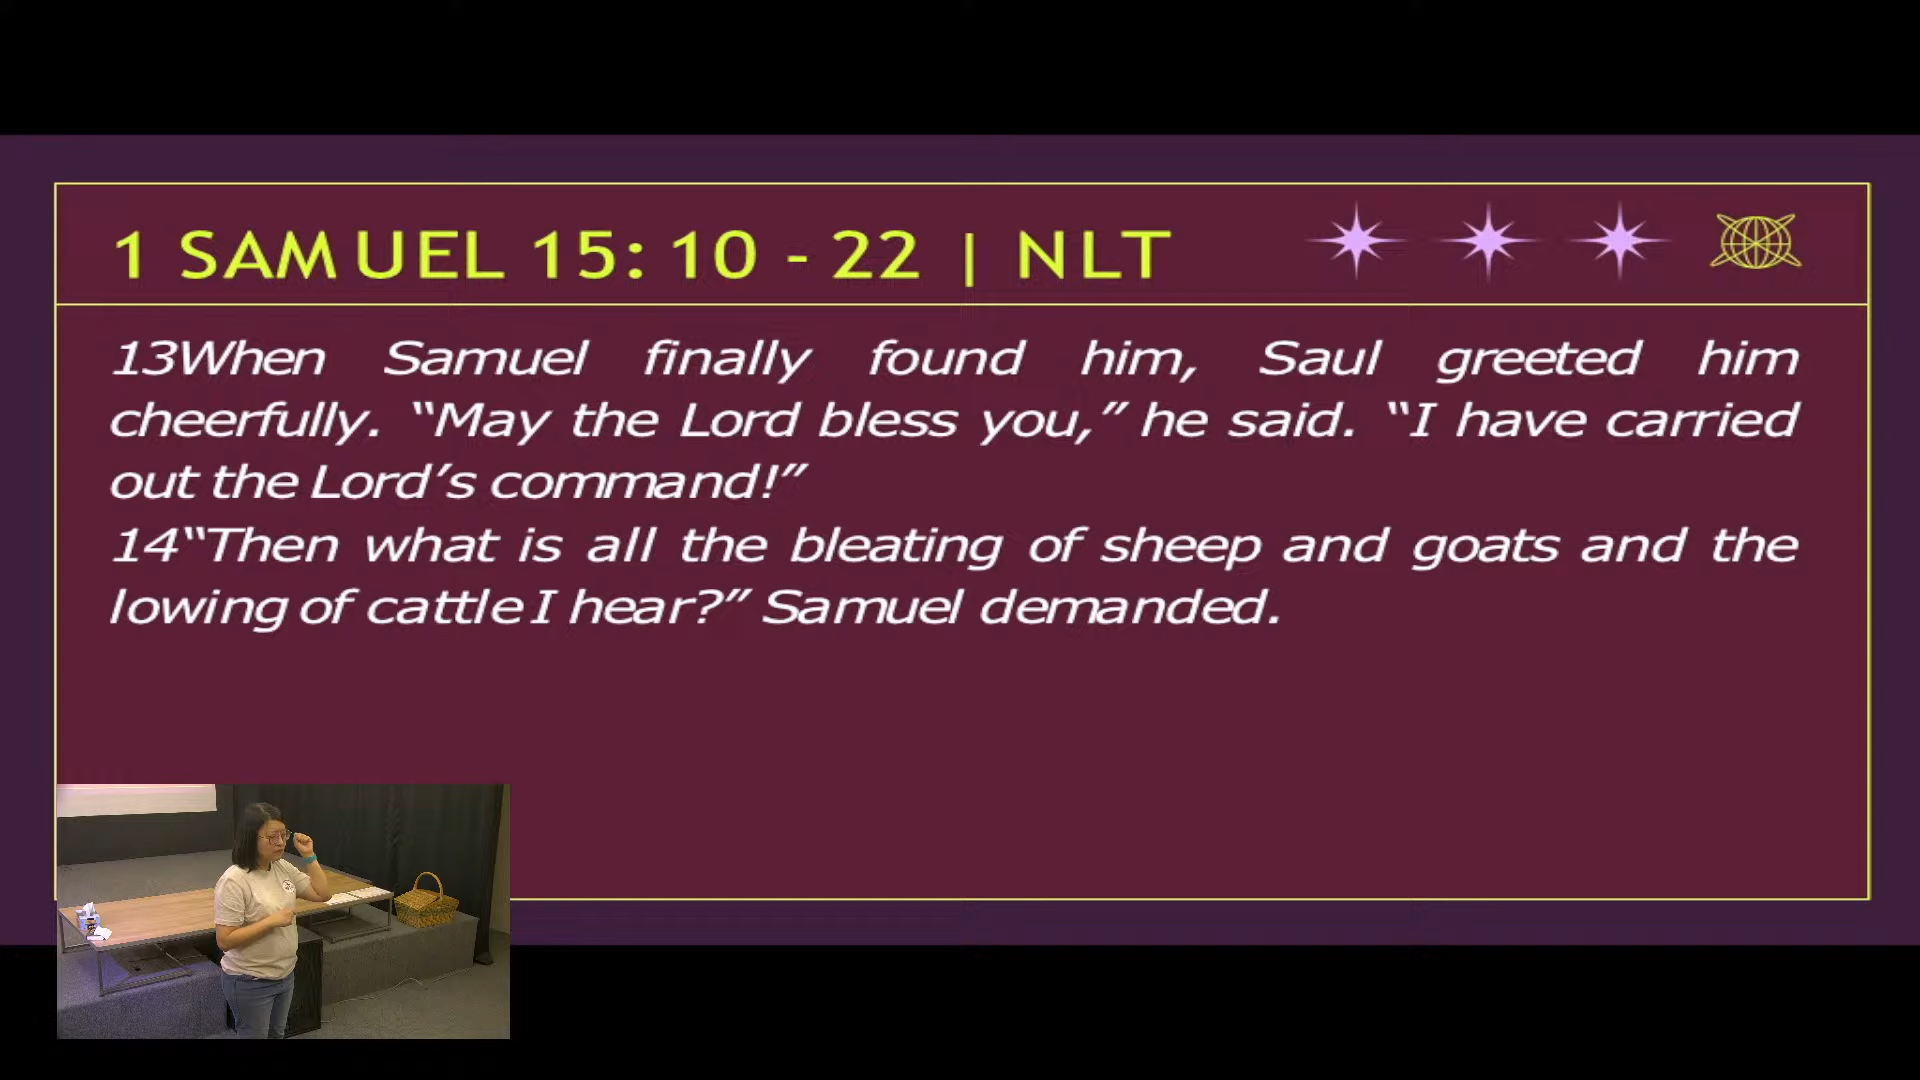 1 SAMUEL 15: 10 - 22 | NLT
13When Samuel finally found him, Saul greeted him
cheerfully. “May the Lord bless you,” he said. “I have carried
out the Lord’s command!”
14“Then what is all the bleating of sheep and goats and the
lowing of cattle I hear?” Samuel demanded.